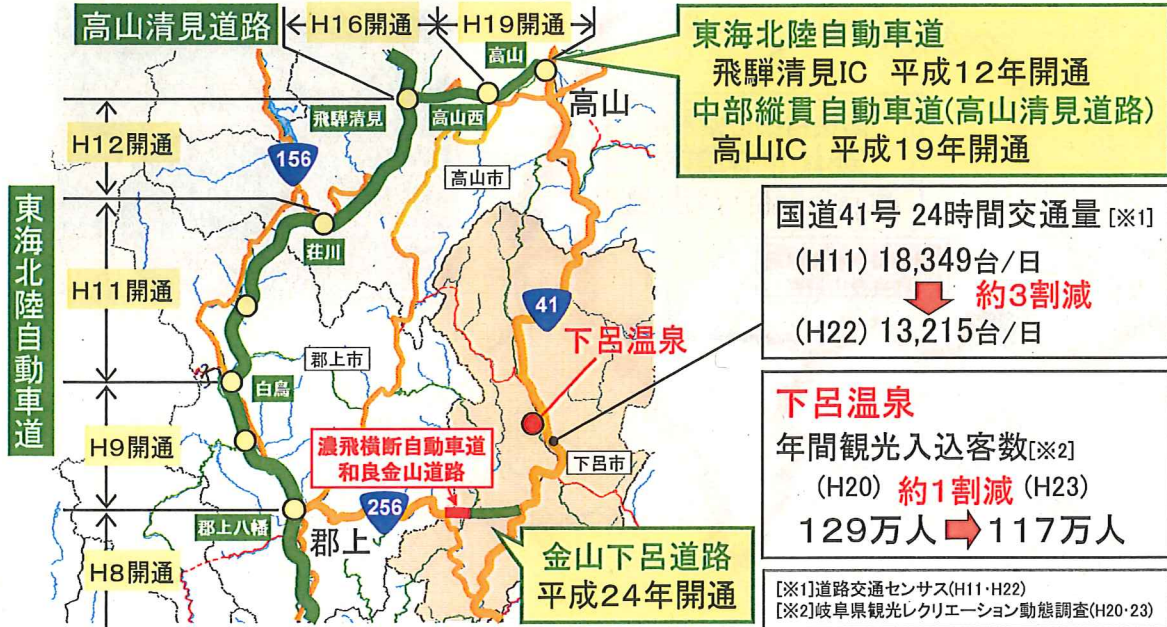 高山清見道路
H16開通
H19開通
東海北陸自動車道
飛騨清見IC 平成12年開通
中部縦貫自動車道(高山清見道路)
高山IC 平成19年開通
高山
高山
飛騨清見
高山西
H12開通
156
高山市
東海北陸自動車道
荘川
H11開通
国道41号 24時間交通量[※1]
(H11) 18,349台/日
約3割減
(H22) 13,215台/日
41
下呂温泉
郡上市
白鳥
H9開通
濃飛横断自動車道
和良金山道路
下呂市
下呂温泉
年間観光入込客数[※2]
(H20) 約1割減 (H23)
129万人 117万人
256
郡上八幡
郡上
H8開通
金山下呂道路
平成24年開通
[※1]道路交通センサス(H11・H22)
[※2]岐阜県観光レクリエーション動態調査(H20・23)